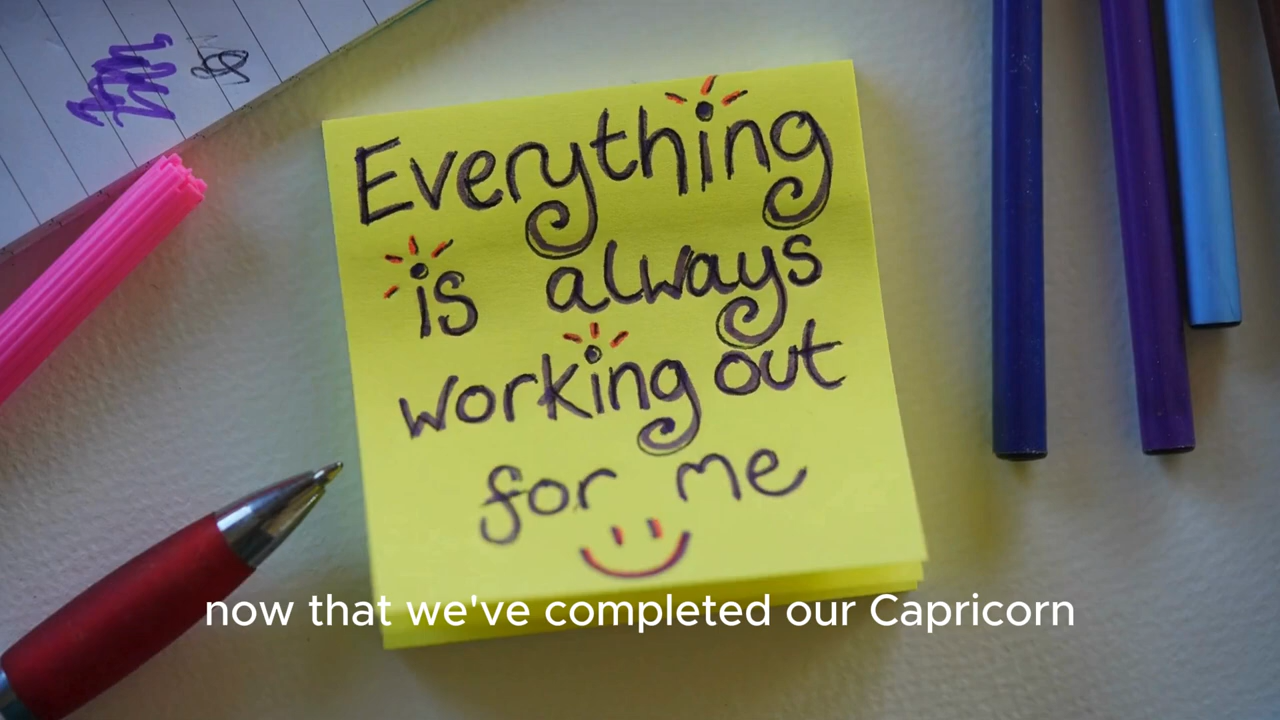 Everything
is always
working out
for me
now that we've completed our Capricorn